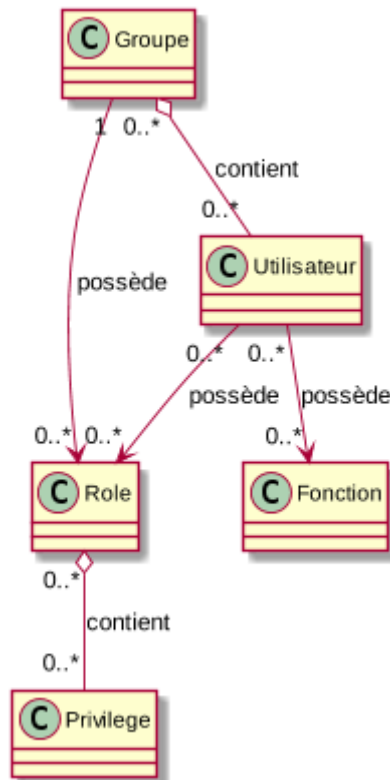 C Groupe
1 0..*
contient
0..*
C Utilisateur
possède
0..* 0..*
possède possède
0..* 0..* 0..*
C Role C Fonction
0..*
contient
0..*
C Privilege